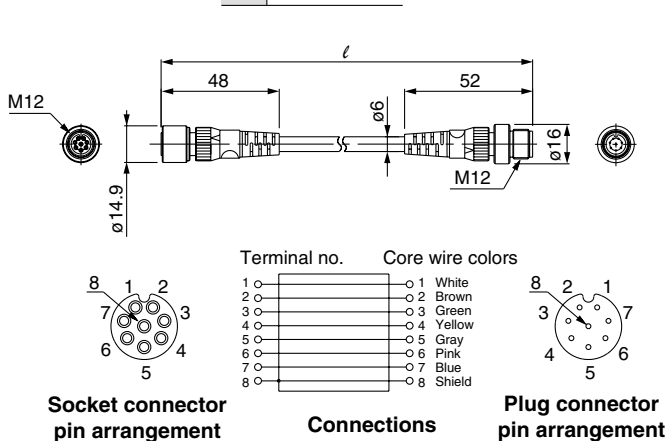 ℓ
48
52
M12
ø6
ø16
ø14.9
M12
Terminal no. Core wire colors
1 1 White
2 2 Brown
3 3 Green
4 4 Yellow
5 5 Gray
6 6 Pink
7 7 Blue
8 8 Shield
8 1 2
7 3
6 4
5
Socket connector
pin arrangement
Connections
8 2 1
3 7
4 6
5
Plug connector
pin arrangement